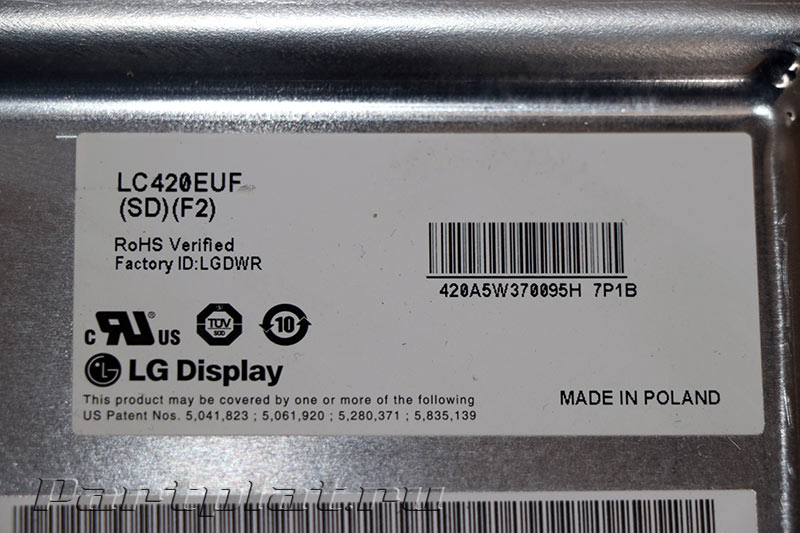 LC420EUF
(SD)(F2)
RoHS Verified
Factory ID:LGDWR
420A5W370095H 7P1B
c RU ® US
TÜV
SÜD
10
LG Display
This product may be covered by one or more of the following
US Patent Nos. 5,041,823 ; 5,061,920 ; 5,280,371 ; 5,835,139
MADE IN POLAND
Partplat.ru